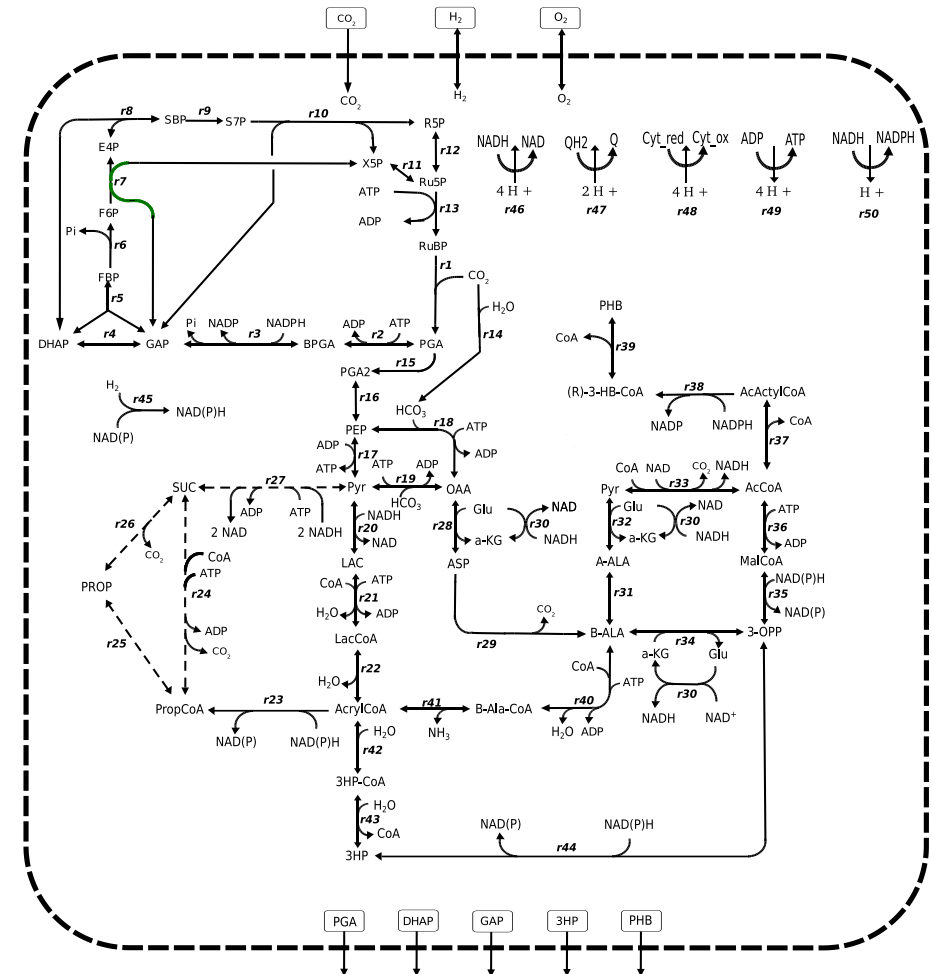 CO2 H2 O2
CO2 H2 O2
r8 r9 r10
SBP S7P R5P
E4P X5P r11 r12
NADH NAD QH2 Q Cyt_red Cyt_ox ADP ATP NADH NADPH
r7 ATP Ru5P
4 H + 2 H + 4 H + 4 H + H +
r46 r47 r48 r49 r50
F6P ADP r13
Pi r6 RuBP
FBP r1 CO2
r5 H2O PHB
Pi NADP NADPH ADP ATP r14
r4 r3 r2 CoA r39
DHAP GAP BPGA PGA
r15
PGA2
H2 r45 NAD(P)H r16 HCO3 (R)-3-HB-CoA r38 AcActylCoA
NAD(P) PEP r18 ATP NADP NADPH CoA
ADP r17 ADP r37
ATP ATP ADP CoA NAD CO2 NADH
SUC r27 Pyr r19 OAA Pyr r33 AcCoA
HCO3
r26 ADP ATP r20 NADH Glu NAD Glu NAD ATP
CO2 2 NAD 2 NADH NAD r28 r30 r32 r30 r36
a-KG NADH a-KG NADH ADP
CoA LAC ASP A-ALA MalCoA
PROP ATP CoA ATP NAD(P)H
r24 r21 r31 r35
H2O ADP CO2 NAD(P)
ADP
r25 CO2 LacCoA r29 B-ALA r34 3-OPP
a-KG Glu
H2O r22 CoA r30
r23 r41 ATP r40
PropCoA AcrylCoA B-Ala-CoA
NADH NAD+
NAD(P) NAD(P)H H2O NH3 H2O ADP
r42
3HP-CoA
H2O
r43 NAD(P) NAD(P)H
CoA
3HP r44
PGA DHAP GAP 3HP PHB